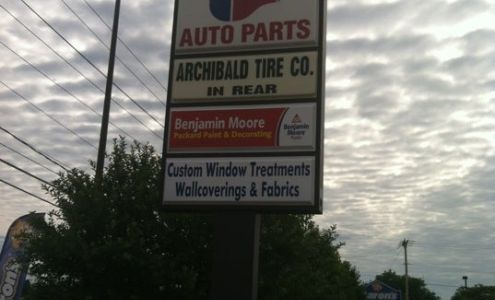 AUTO PARTS
ARCHIBALD TIRE CO.
IN REAR
Benjamin Moore
Packard Paint & Decorating
Benjamin
Moore
Paints
Custom Window Treatments
Wallcoverings & Fabrics